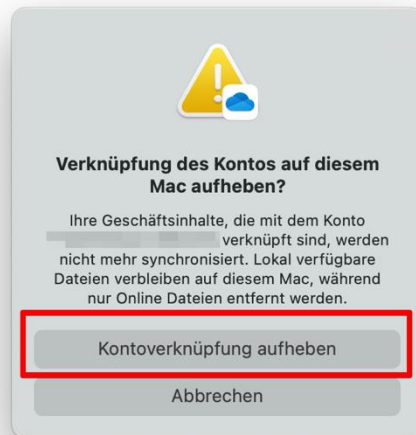 Verknüpfung des Kontos auf diesem
Mac aufheben?
Ihre Geschäftsinhalte, die mit dem Konto
verknüpft sind, werden
nicht mehr synchronisiert. Lokal verfügbare
Dateien verbleiben auf diesem Mac, während
nur Online Dateien entfernt werden.
Kontoverknüpfung aufheben
Abbrechen